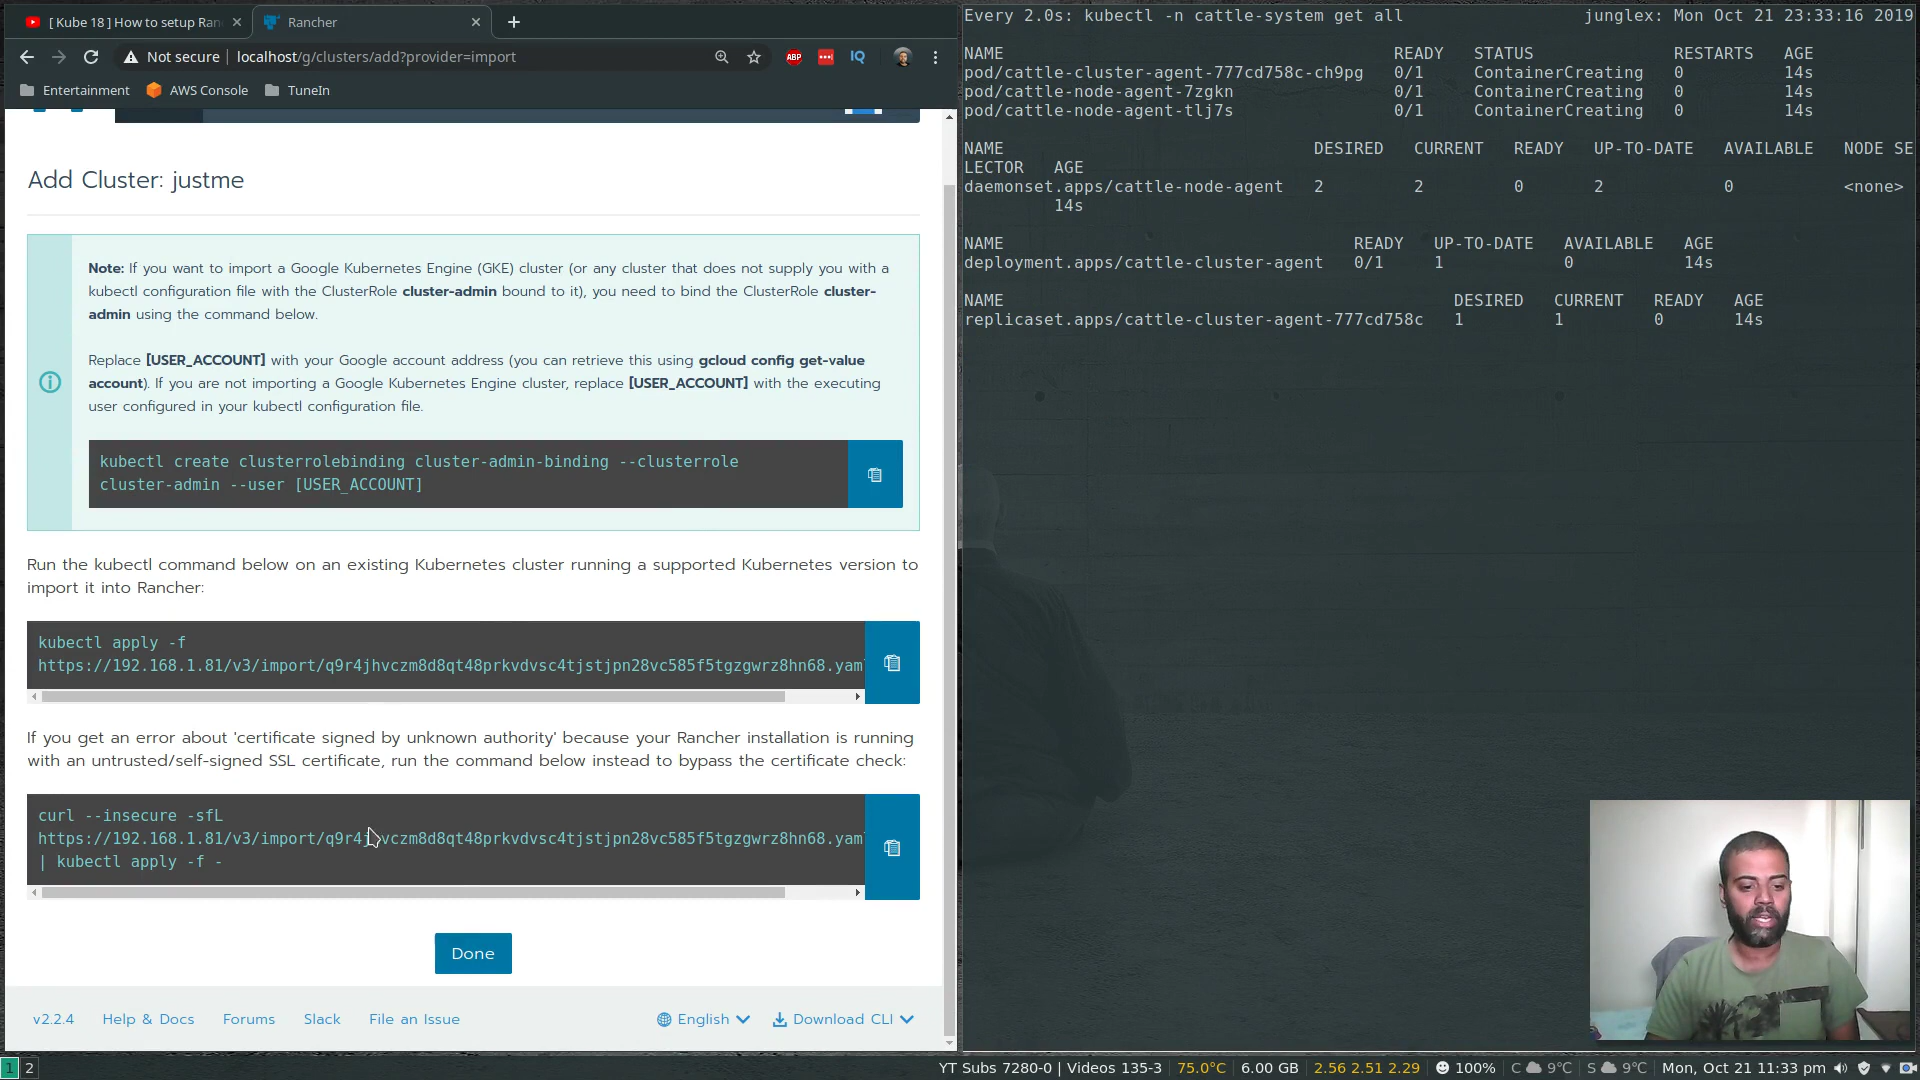 [ Kube 18 ] How to setup Ran
Rancher
Not secure
localhost/g/clusters/add?provider=import
ABP
IQ
Entertainment
AWS Console
TuneIn
Add Cluster: justme
Note: If you want to import a Google Kubernetes Engine (GKE) cluster (or any cluster that does not supply you with a
kubectl configuration file with the ClusterRole cluster-admin bound to it), you need to bind the ClusterRole cluster-
admin using the command below.
Replace [USER_ACCOUNT] with your Google account address (you can retrieve this using gcloud config get-value
account). If you are not importing a Google Kubernetes Engine cluster, replace [USER_ACCOUNT] with the executing
user configured in your kubectl configuration file.
kubectl create clusterrolebinding cluster-admin-binding --clusterrole
cluster-admin --user [USER_ACCOUNT]
Run the kubectl command below on an existing Kubernetes cluster running a supported Kubernetes version to
import it into Rancher:
kubectl apply -f
https://192.168.1.81/v3/import/q9r4jhvczm8d8qt48prkvdvsc4tjstjpn28vc585f5tgzgwrz8hn68.yam
If you get an error about 'certificate signed by unknown authority' because your Rancher installation is running
with an untrusted/self-signed SSL certificate, run the command below instead to bypass the certificate check:
curl --insecure -sfL
https://192.168.1.81/v3/import/q9r4jhvczm8d8qt48prkvdvsc4tjstjpn28vc585f5tgzgwrz8hn68.yam
| kubectl apply -f -
Done
v2.2.4 Help & Docs Forums Slack File an Issue English Download CLI
Every 2.0s: kubectl -n cattle-system get all junglex: Mon Oct 21 23:33:16 2019
NAME READY STATUS RESTARTS AGE
pod/cattle-cluster-agent-777cd758c-ch9pg 0/1 ContainerCreating 0 14s
pod/cattle-node-agent-7zgkn 0/1 ContainerCreating 0 14s
pod/cattle-node-agent-tlj7s 0/1 ContainerCreating 0 14s
NAME DESIRED CURRENT READY UP-TO-DATE AVAILABLE NODE SE
LECTOR AGE
daemonset.apps/cattle-node-agent 2 2 0 2 0 <none>
14s
NAME READY UP-TO-DATE AVAILABLE AGE
deployment.apps/cattle-cluster-agent 0/1 1 0 14s
NAME DESIRED CURRENT READY AGE
replicaset.apps/cattle-cluster-agent-777cd758c 1 1 0 14s
1 2 YT Subs 7280-0 | Videos 135-3 75.0°C 6.00 GB 2.56 2.51 2.29 100% C 9°C S 9°C Mon, Oct 21 11:33 pm